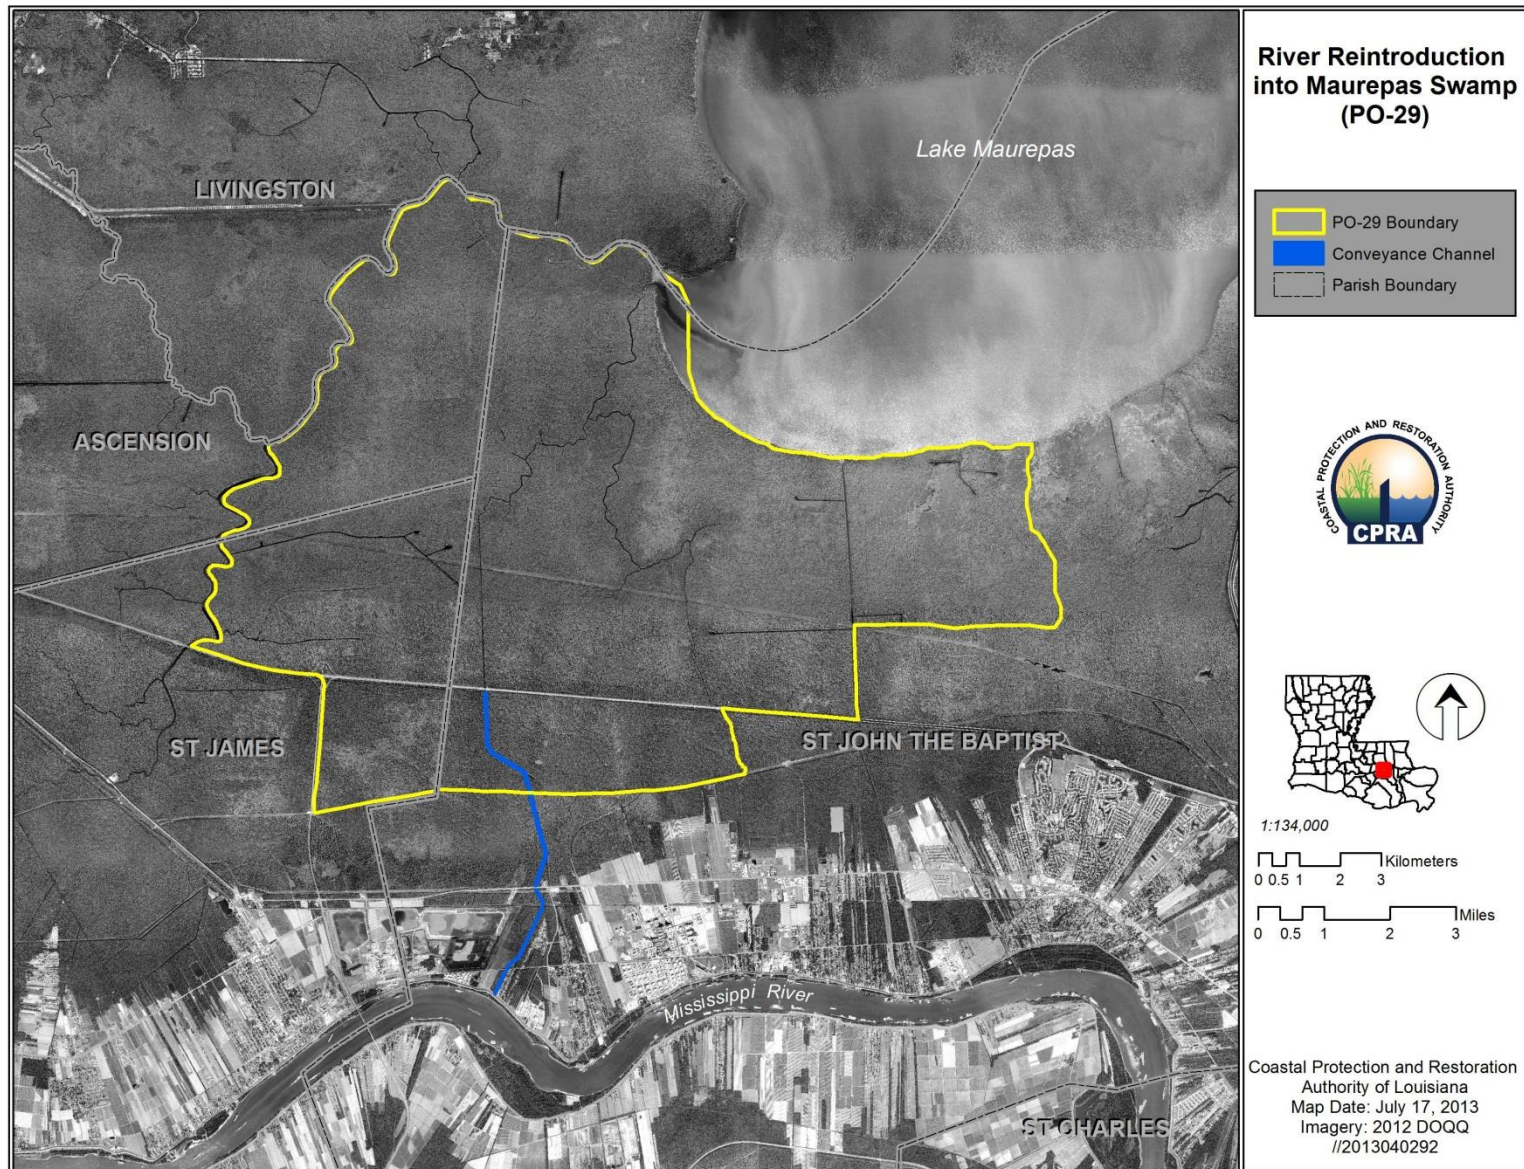 LIVINGSTON
Lake Maurepas
ASCENSION
ST JAMES
ST JOHN THE BAPTIST
Mississippi River
ST CHARLES
River Reintroduction
into Maurepas Swamp
(PO-29)
PO-29 Boundary
Conveyance Channel
Parish Boundary
COASTAL PROTECTION AND RESTORATION AUTHORITY
CPRA
1:134,000
Kilometers
0 0.5 1 2 3
Miles
0 0.5 1 2 3
Coastal Protection and Restoration
Authority of Louisiana
Map Date: July 17, 2013
Imagery: 2012 DOQQ
//2013040292